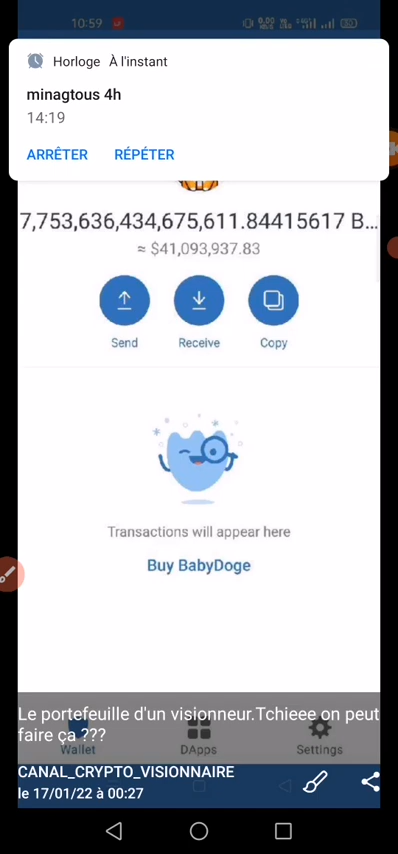 10:59
Horloge À l'instant
minagtous 4h
14:19
ARRÊTER RÉPÉTER
7,753,636,434,675,611.84415617 B...
≈ $41,093,937.83
Send Receive Copy
Transactions will appear here
Buy BabyDoge
Le portefeuille d'un visionneur.Tchieee on peut
faire ça ???
Wallet DApps Settings
CANAL_CRYPTO_VISIONNAIRE
le 17/01/22 à 00:27